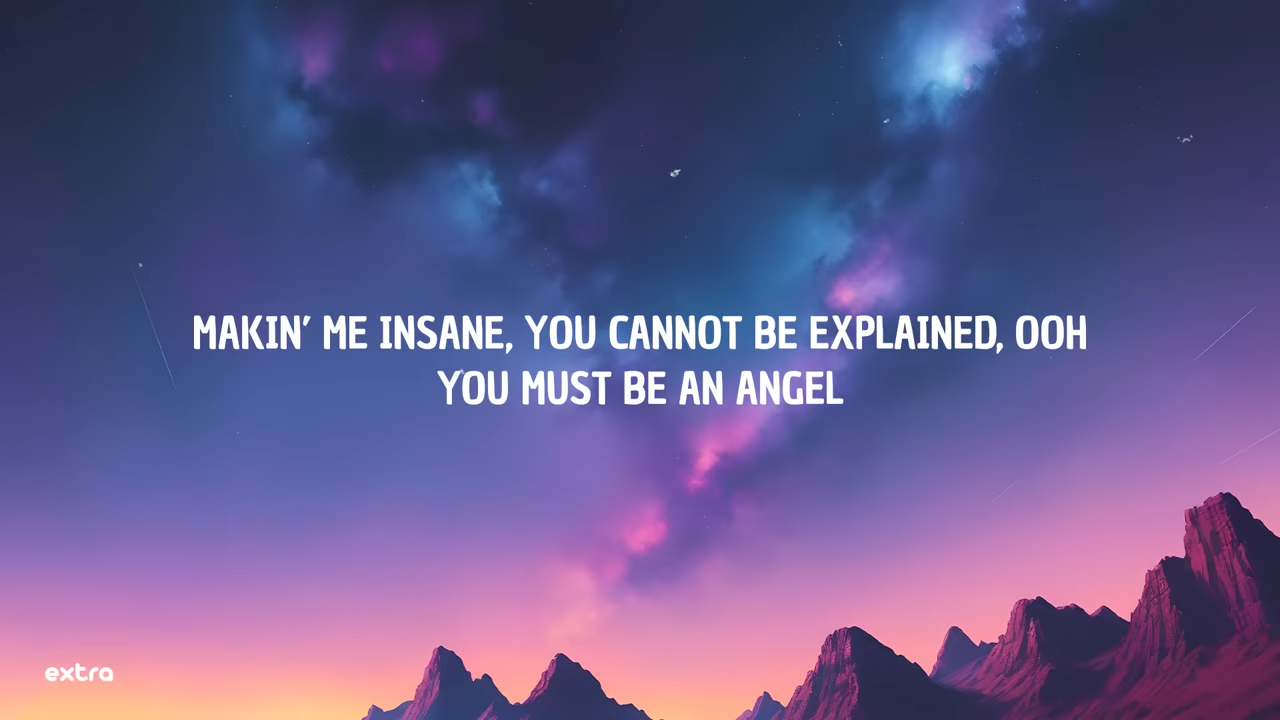 MAKIN' ME INSANE, YOU CANNOT BE EXPLAINED, OOH
YOU MUST BE AN ANGEL
extra